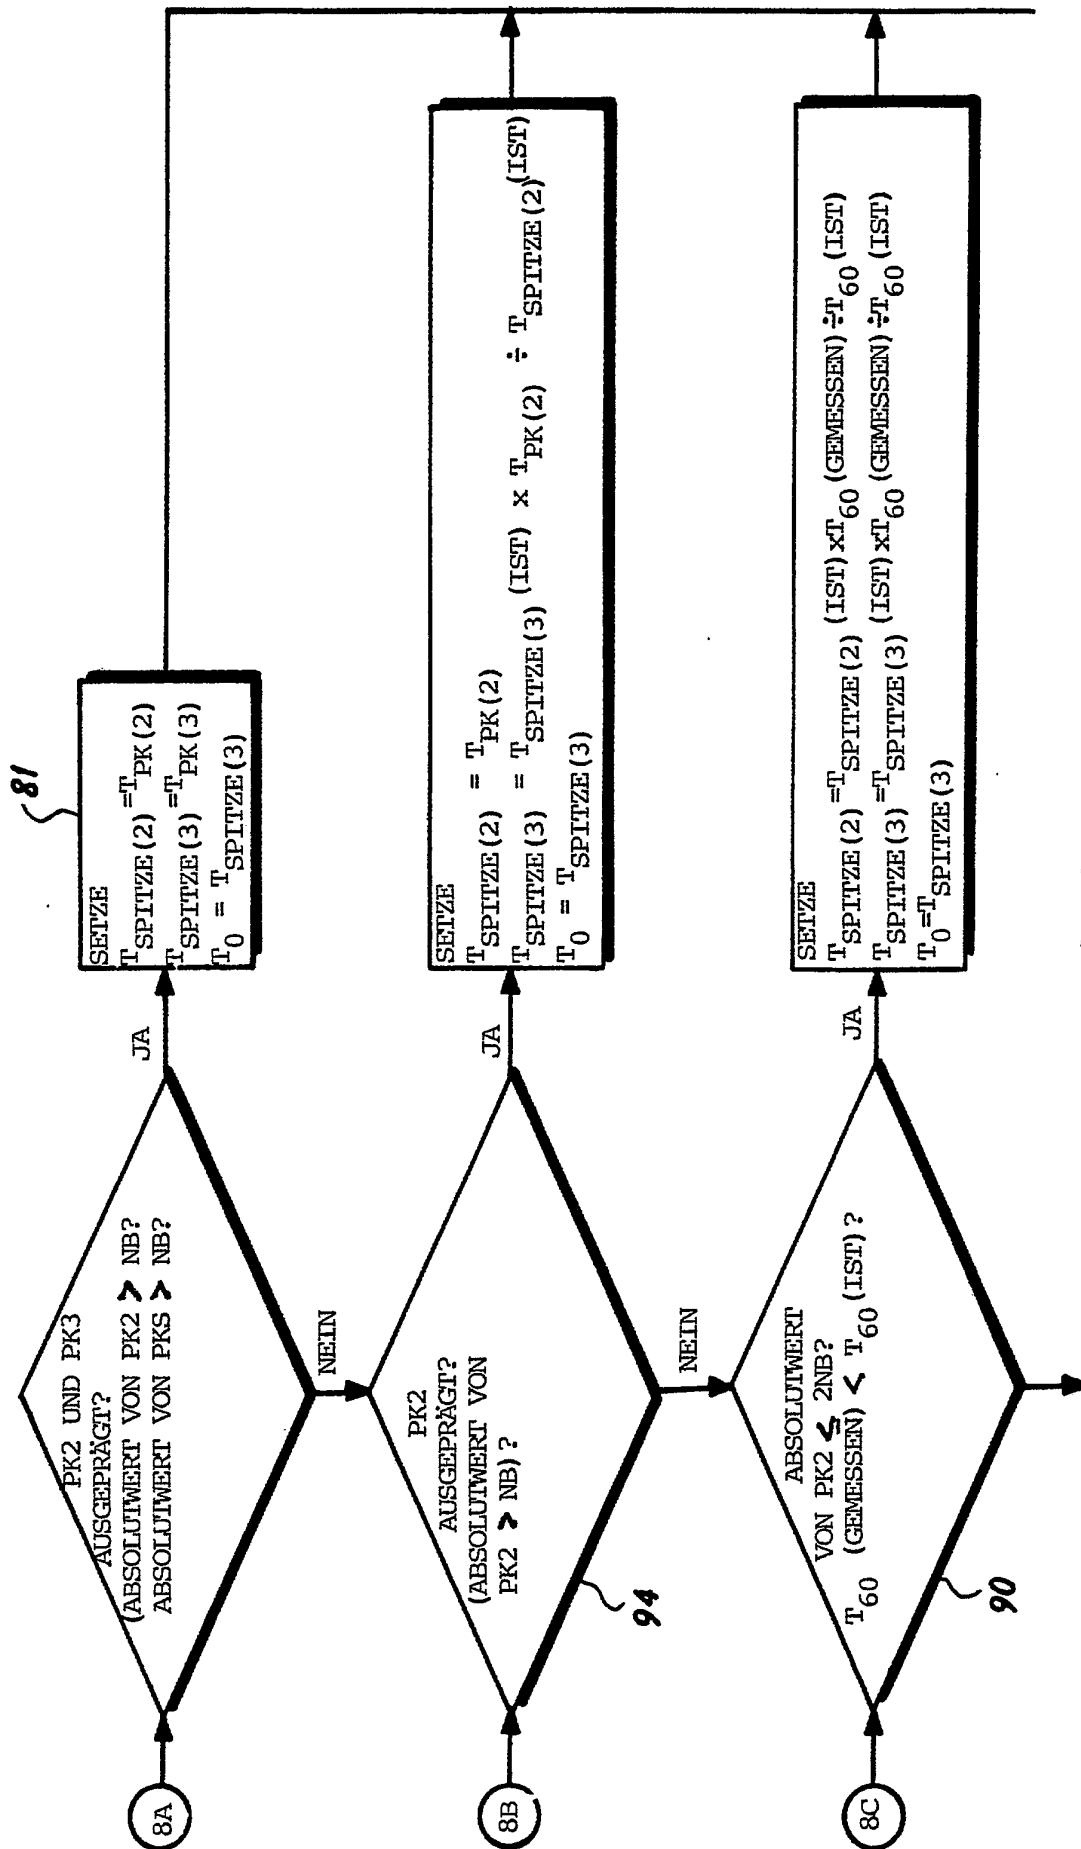 8A
PK2 UND PK3
AUSGEPRÄGT?
(ABSOLUTWERT VON PK2 > NB?
ABSOLUTWERT VON PKS > NB?
JA
81
SETZE
T_SPITZE(2) =T_PK(2)
T_SPITZE(3) =T_PK(3)
T_0 = T_SPITZE(3)
NEIN
8B
PK2
AUSGEPRÄGT?
(ABSOLUTWERT VON
PK2 > NB)?
94
JA
SETZE
T_SPITZE(2) = T_PK(2)
T_SPITZE(3) = T_SPITZE(3) (IST) x T_PK(2) ÷ T_SPITZE(2) (IST)
T_0 = T_SPITZE(3)
NEIN
8C
ABSOLUTWERT
VON PK2 ≦ 2NB?
T_60 (GEMESSEN) < T_60 (IST)?
90
JA
SETZE
T_SPITZE(2) =T_SPITZE(2) (IST)xT_60 (GEMESSEN)÷T_60 (IST)
T_SPITZE(3) =T_SPITZE(3) (IST)xT_60 (GEMESSEN)÷T_60 (IST)
T_0=T_SPITZE(3)